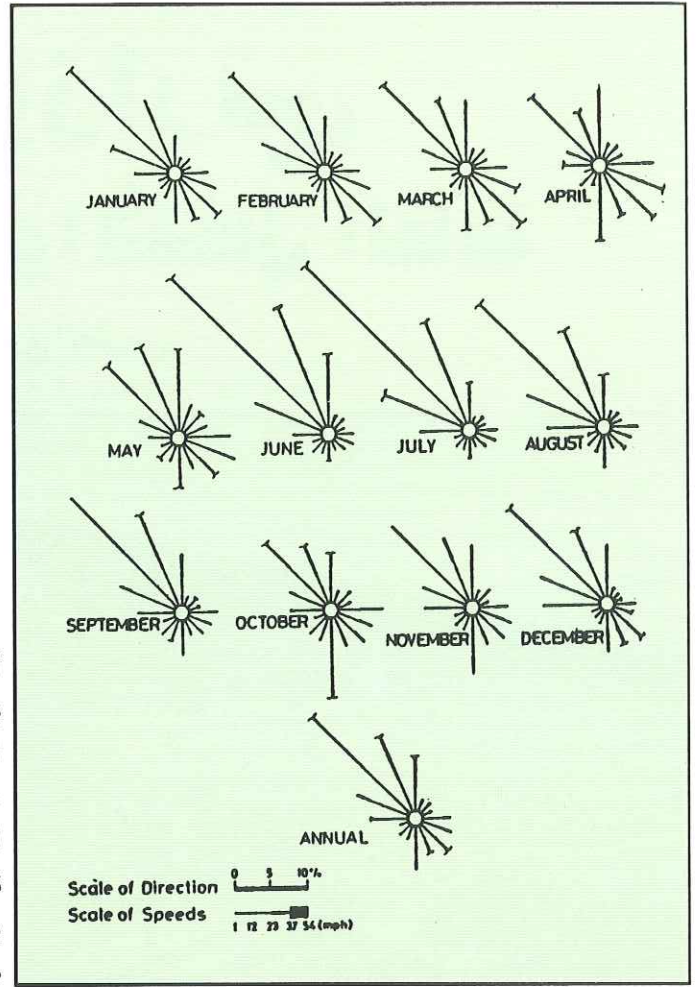 JANUARY FEBRUARY MARCH APRIL
MAY JUNE JULY AUGUST
SEPTEMBER OCTOBER NOVEMBER DECEMBER
ANNUAL
0 5 10%
Scale of Direction
Scale of Speeds
1 12 23 37 54 (mph)